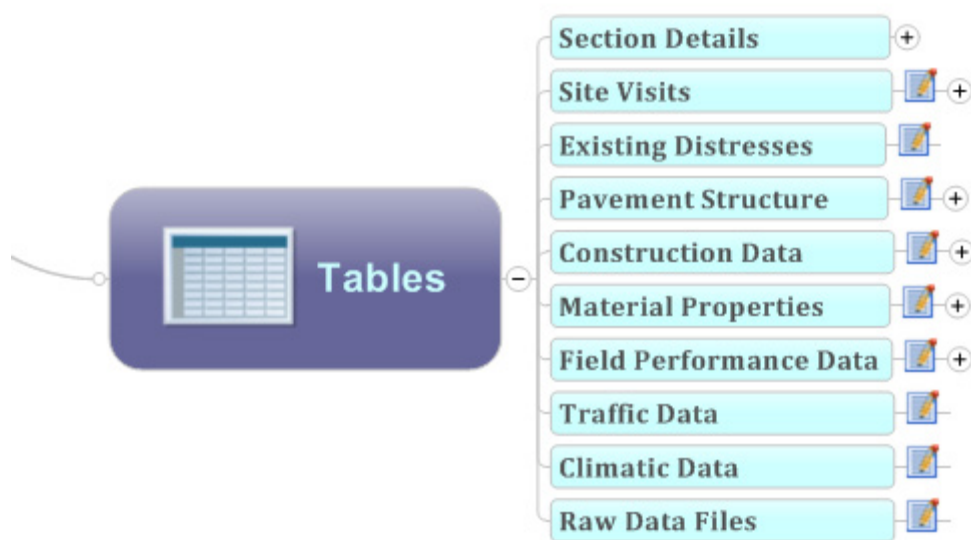 Tables
Section Details
Site Visits
Existing Distresses
Pavement Structure
Construction Data
Material Properties
Field Performance Data
Traffic Data
Climatic Data
Raw Data Files